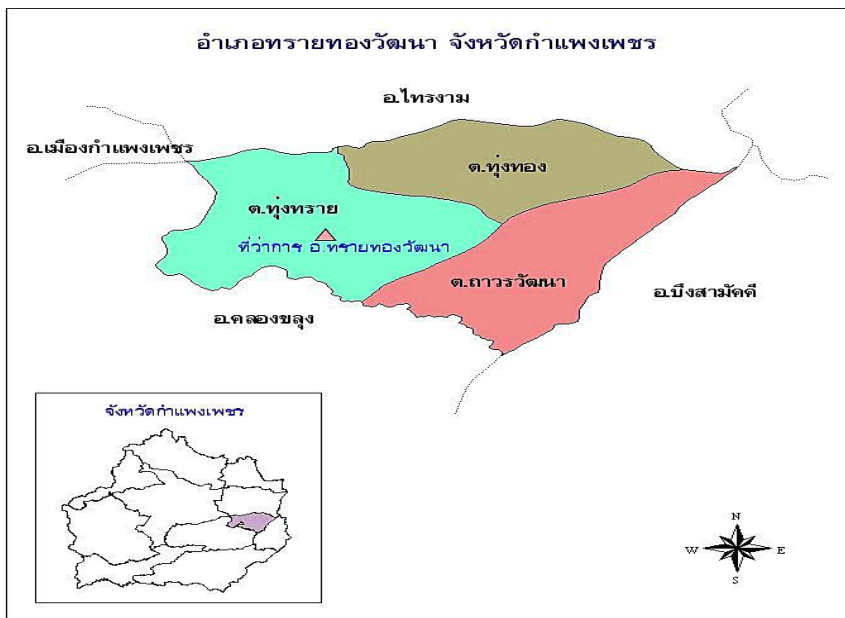 อำเภอทรายทองวัฒนา จังหวัดกำแพงเพชร
อ.ไทรงาม
อ.เมืองกำแพงเพชร
ต.ทุ่งทอง
ต.ทุ่งทราย
ที่ว่าการ อ.ทรายทองวัฒนา
ต.ถาวรวัฒนา
อ.บึงสามัคคี
อ.คลองขลุง
จังหวัดกำแพงเพชร
N
W E
S